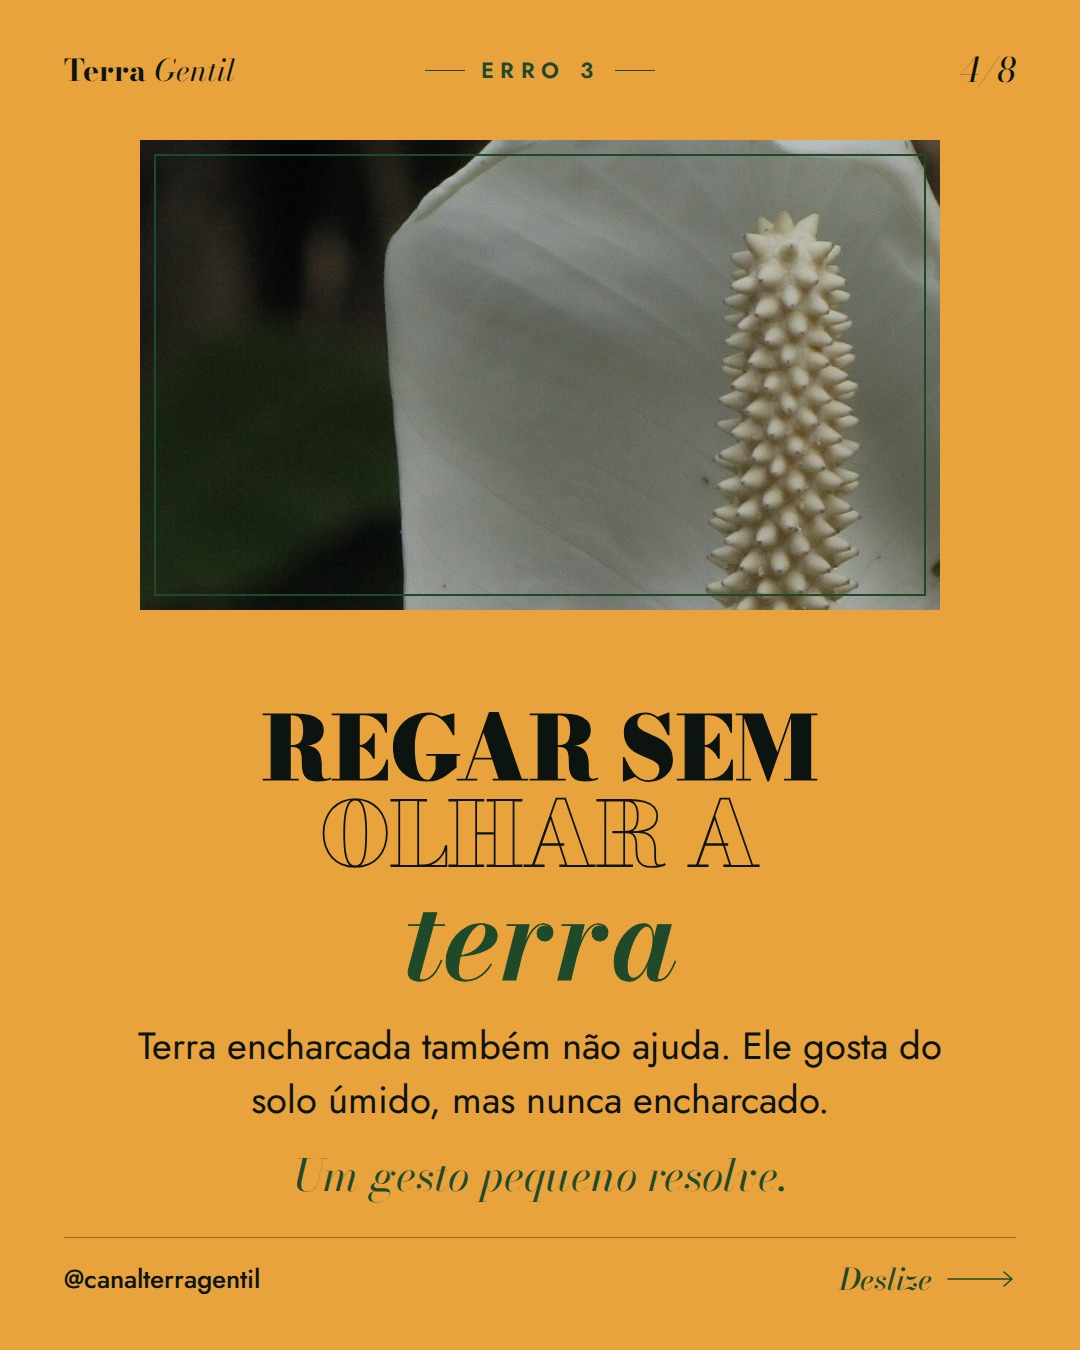 Terra Gentil
ERRO 3
4/8
REGAR SEM
OLHAR A
terra
Terra encharcada também não ajuda. Ele gosta do
solo úmido, mas nunca encharcado.
Um gesto pequeno resolve.
@canalterragentil
Deslize